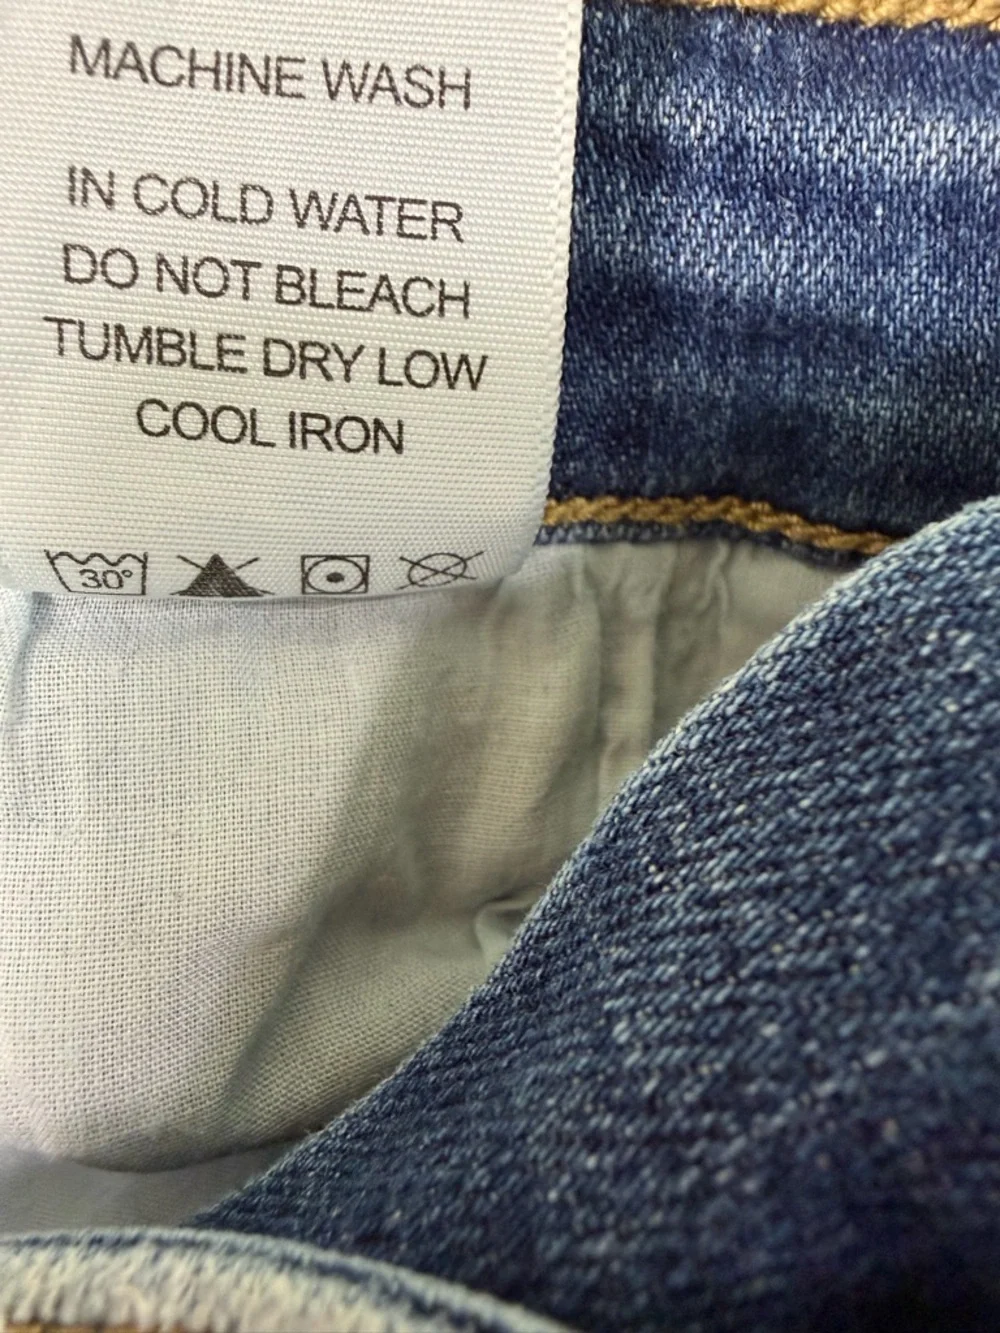 MACHINE WASH
IN COLD WATER
DO NOT BLEACH
TUMBLE DRY LOW
COOL IRON
30°